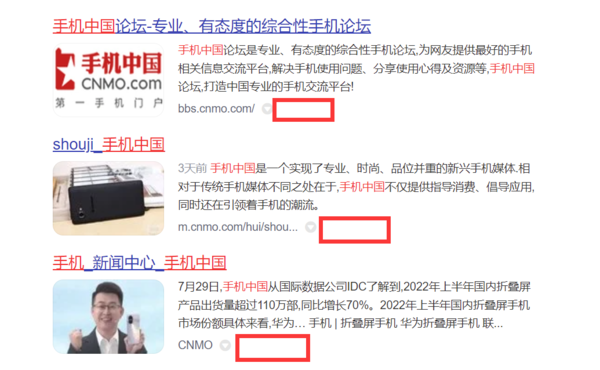 手机中国论坛-专业、有态度的综合性手机论坛
手机中国
CNMO.com
第一手机门户
手机中国论坛是专业、有态度的综合性手机论坛,为网友提供最好的手机
相关信息交流平台,解决手机使用问题、分享使用心得及资源等,手机中国
论坛,打造中国专业的手机交流平台!
bbs.cnmo.com/
shouji_手机中国
3天前 手机中国是一个实现了专业、时尚、品位并重的新兴手机媒体.相
对于传统手机媒体不同之处在于,手机中国不仅提供指导消费、倡导应用,
同时还在引领着手机的潮流。
m.cnmo.com/hui/shou...
手机_新闻中心_手机中国
7月29日,手机中国从国际数据公司IDC了解到,2022年上半年国内折叠屏
产品出货量超过110万部,同比增长70%。2022年上半年国内折叠屏手机
市场份额具体来看,华为... 手机 | 折叠屏手机 华为折叠屏手机 联...
CNMO